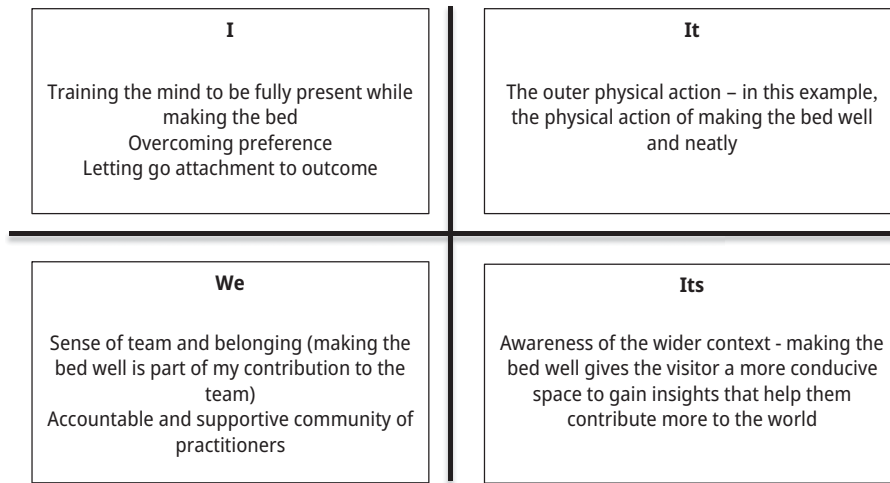 I
Training the mind to be fully present while
making the bed
Overcoming preference
Letting go attachment to outcome
It
The outer physical action – in this example,
the physical action of making the bed well
and neatly
We
Sense of team and belonging (making the
bed well is part of my contribution to the
team)
Accountable and supportive community of
practitioners
Its
Awareness of the wider context - making the
bed well gives the visitor a more conducive
space to gain insights that help them
contribute more to the world